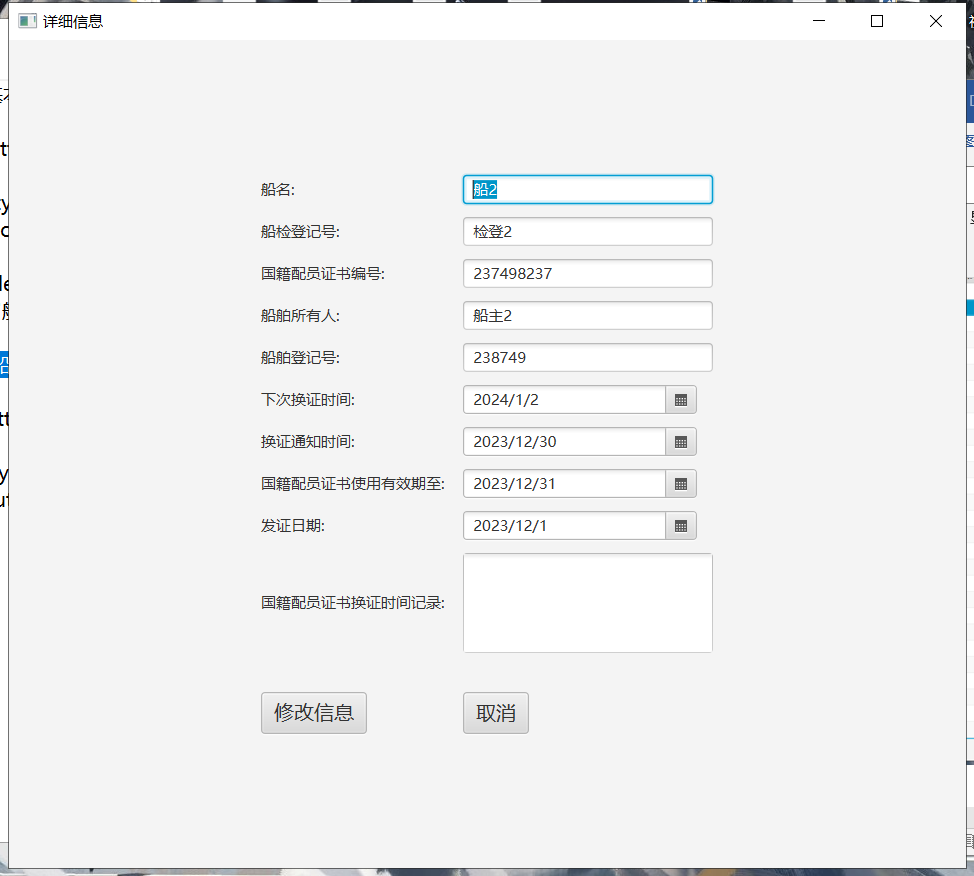 详细信息
船名: 船2
船检登记号: 检登2
国籍配员证书编号: 237498237
船舶所有人: 船主2
船舶登记号: 238749
下次换证时间: 2024/1/2
换证通知时间: 2023/12/30
国籍配员证书使用有效期至: 2023/12/31
发证日期: 2023/12/1
国籍配员证书换证时间记录:
修改信息 取消